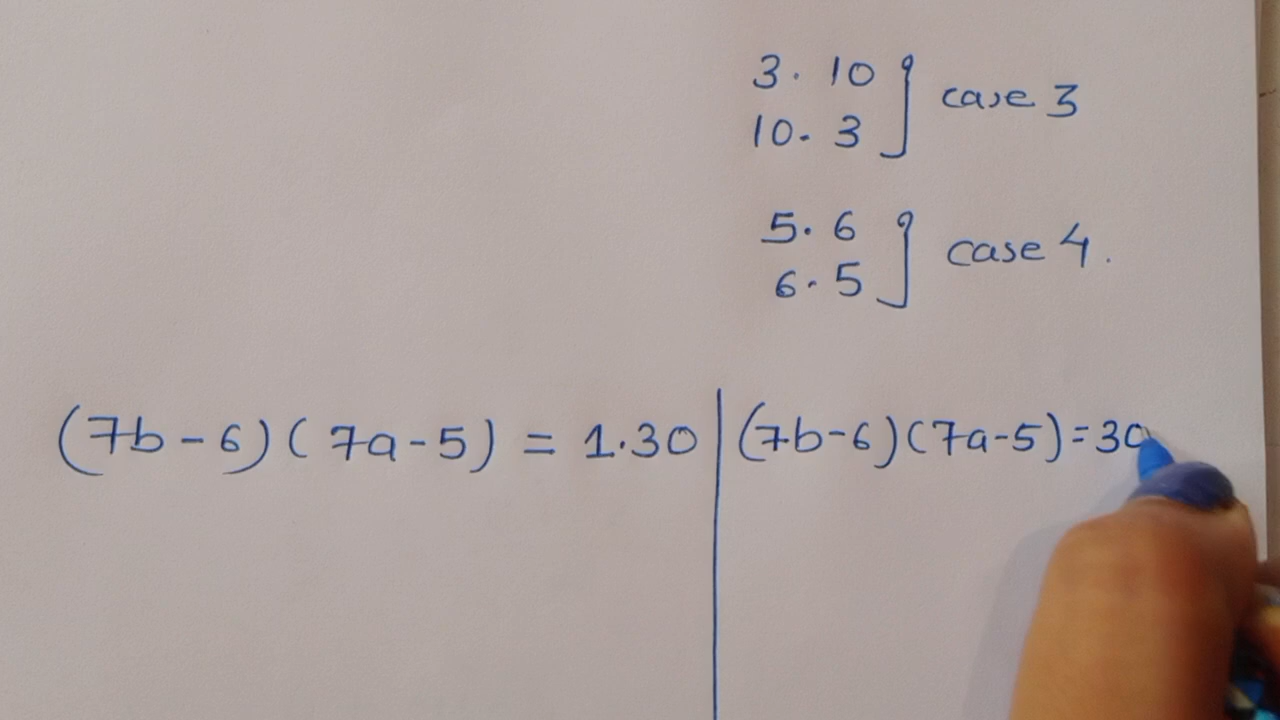 3. 10
10. 3
case 3
5. 6
6. 5
case 4.
(7b-6)(7a-5) = 1.30
(7b-6)(7a-5)=30